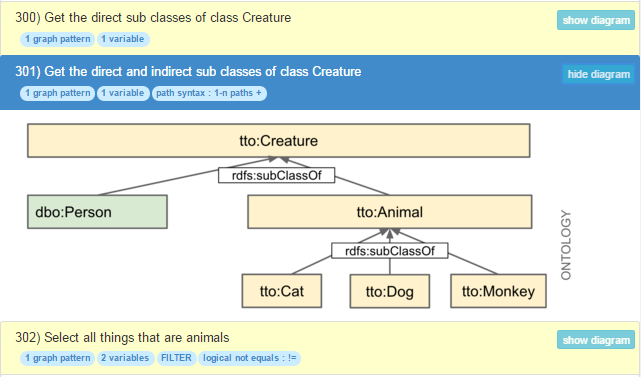 300) Get the direct sub classes of class Creature
show diagram
1 graph pattern 1 variable
301) Get the direct and indirect sub classes of class Creature
hide diagram
1 graph pattern 1 variable path syntax : 1-n paths +
tto:Creature
rdfs:subClassOf
dbo:Person tto:Animal
rdfs:subClassOf
tto:Cat tto:Dog tto:Monkey
ONTOLOGY
302) Select all things that are animals
show diagram
1 graph pattern 2 variables FILTER logical not equals : !=